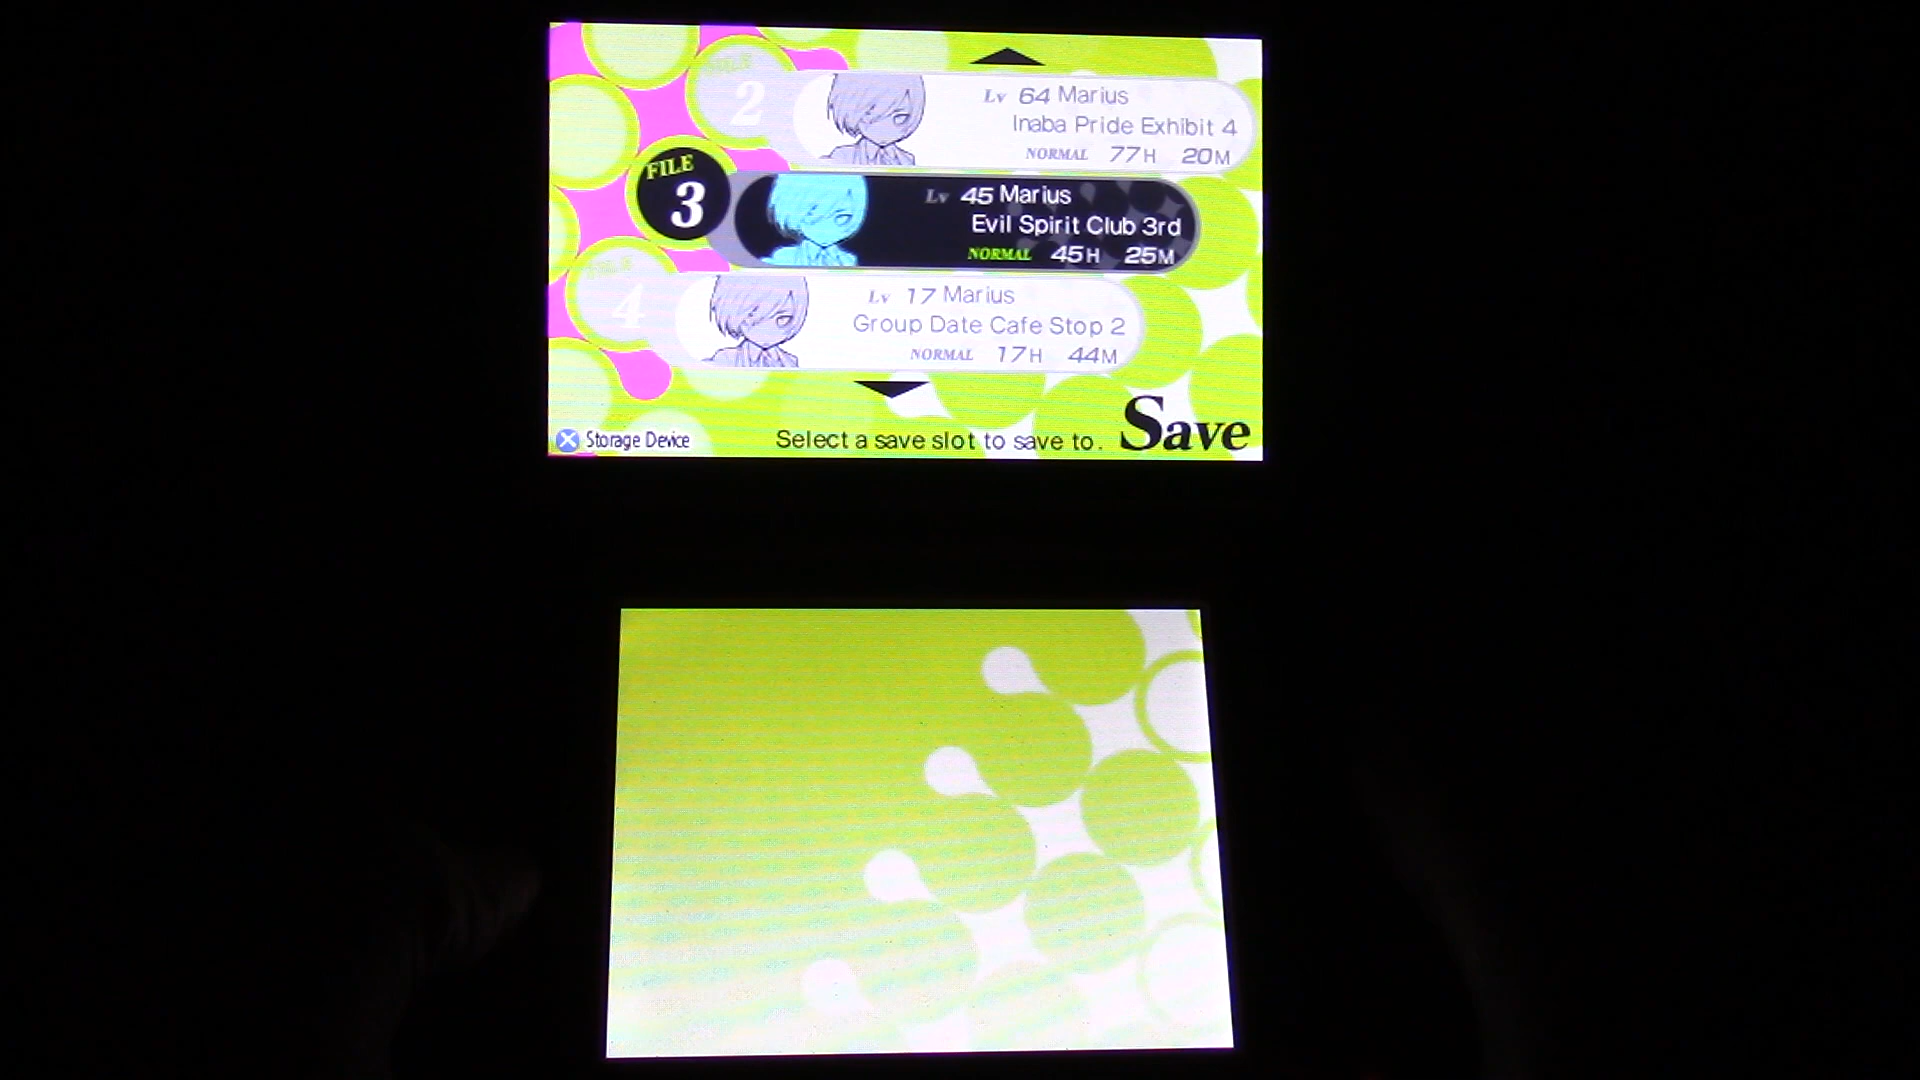 FILE
2
Lv 64 Marius
Inaba Pride Exhibit 4
NORMAL 77H 20M
FILE
3
Lv 45 Marius
Evil Spirit Club 3rd
NORMAL 45H 25M
FILE
4
Lv 17 Marius
Group Date Cafe Stop 2
NORMAL 17H 44M
X Storage Device
Select a save slot to save to.
Save